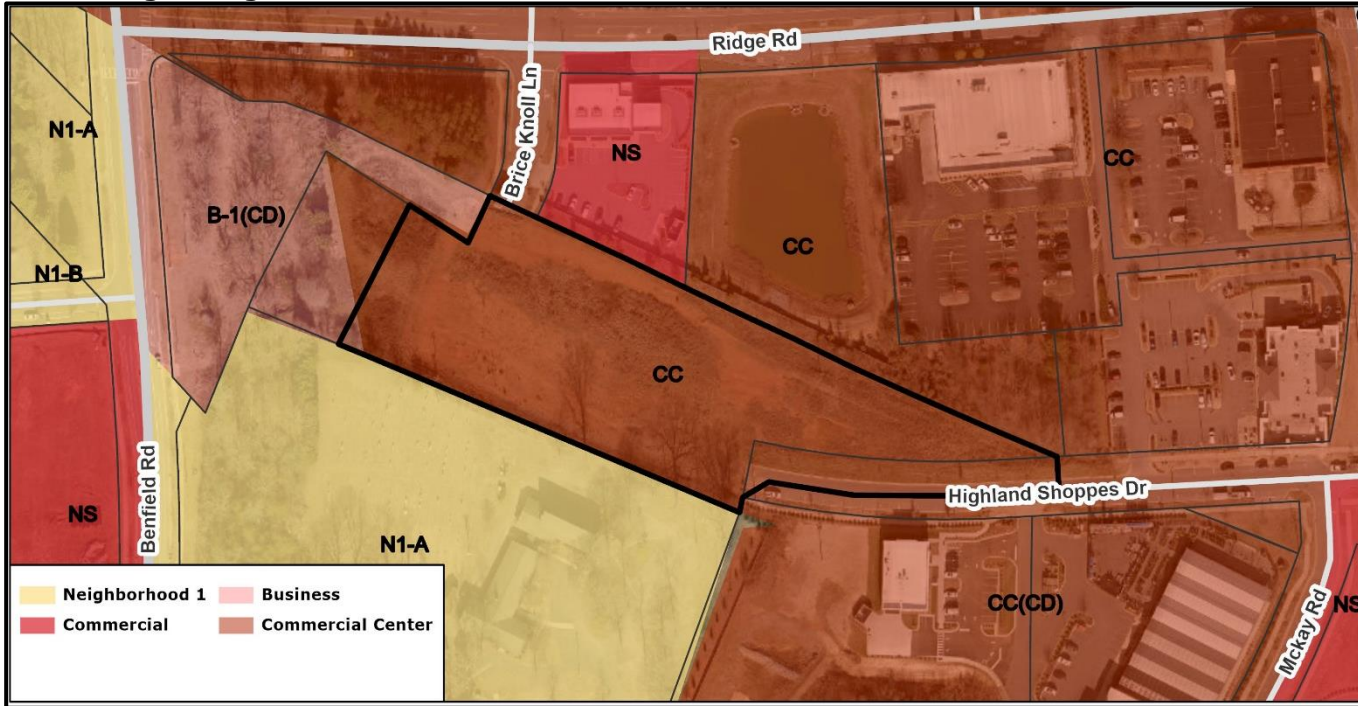 Ridge Rd
Brice Knoll Ln
N1-A
NS
CC
B-1(CD)
CC
N1-B
CC
Benfield Rd
Highland Shoppes Dr
NS
N1-A
CC(CD)
Mckay Rd
NS
Neighborhood 1
Business
Commercial
Commercial Center